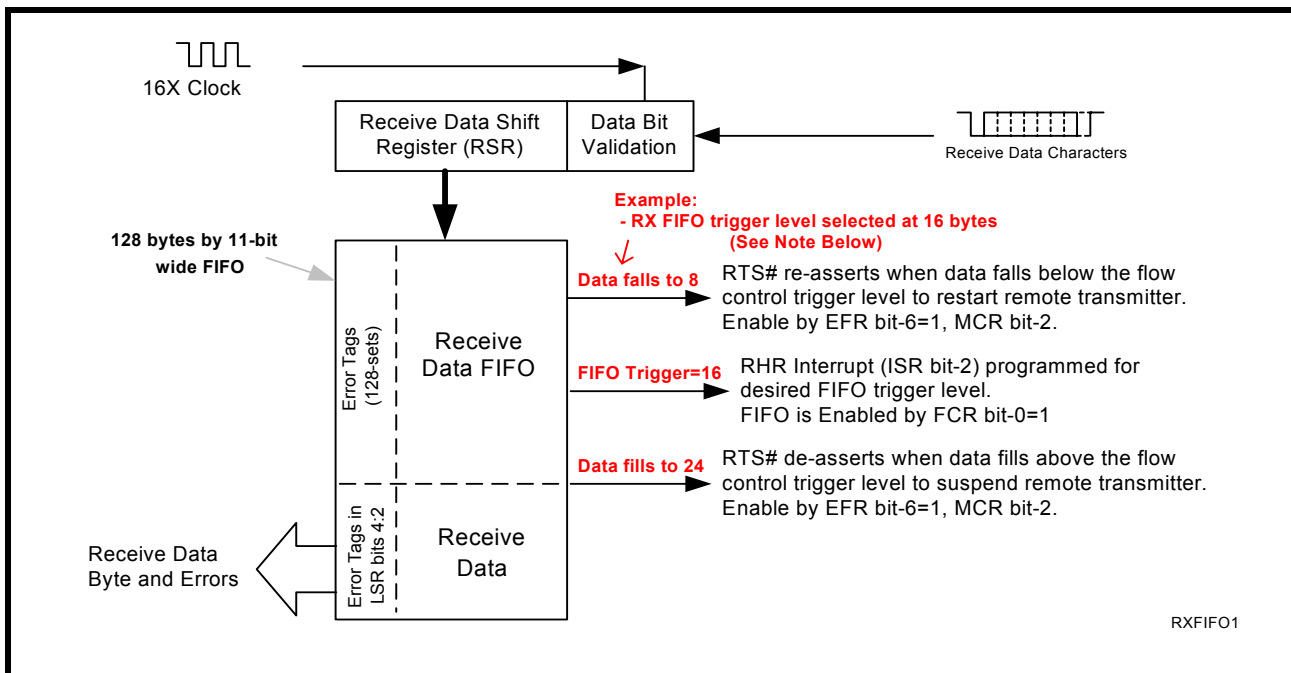 16X Clock
Receive Data Shift
Register (RSR)
Data Bit
Validation
Receive Data Characters
Example:
- RX FIFO trigger level selected at 16 bytes
(See Note Below)
128 bytes by 11-bit
wide FIFO
Error Tags
(128-sets)
Receive
Data FIFO
Data falls to 8
RTS# re-asserts when data falls below the flow
control trigger level to restart remote transmitter.
Enable by EFR bit-6=1, MCR bit-2.
FIFO Trigger=16
RHR Interrupt (ISR bit-2) programmed for
desired FIFO trigger level.
FIFO is Enabled by FCR bit-0=1
Data fills to 24
RTS# de-asserts when data fills above the flow
control trigger level to suspend remote transmitter.
Enable by EFR bit-6=1, MCR bit-2.
Error Tags in
LSR bits 4:2
Receive
Data
Receive Data
Byte and Errors
RXFIFO1